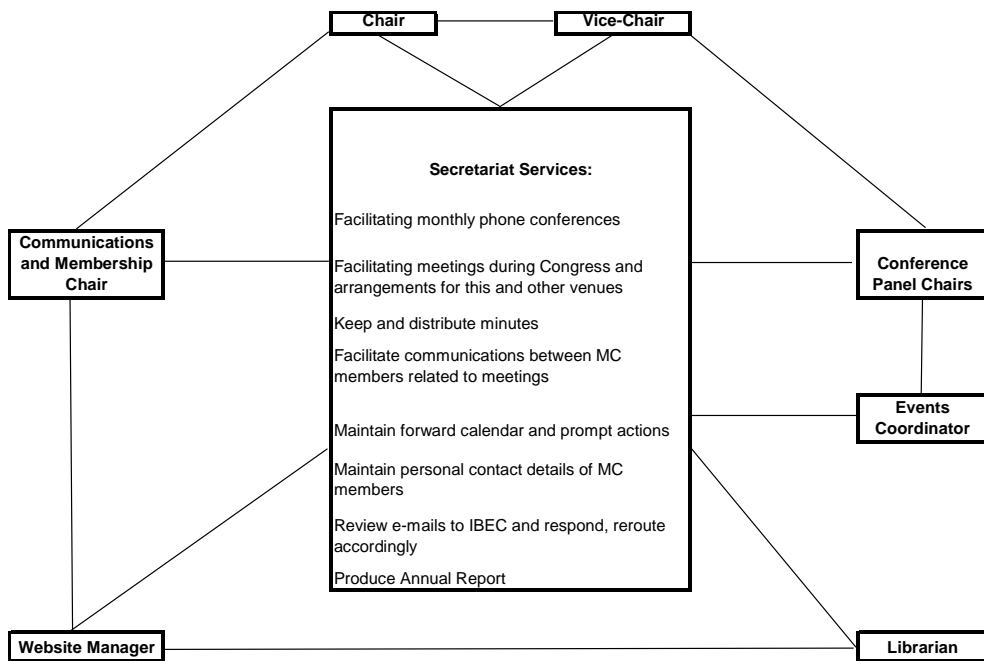 Chair
Vice-Chair
Secretariat Services:
Facilitating monthly phone conferences
Communications
and Membership
Chair
Facilitating meetings during Congress and
arrangements for this and other venues
Conference
Panel Chairs
Keep and distribute minutes
Facilitate communications between MC
members related to meetings
Events
Coordinator
Maintain forward calendar and prompt actions
Maintain personal contact details of MC
members
Review e-mails to IBEC and respond, reroute
accordingly
Produce Annual Report
Website Manager
Librarian